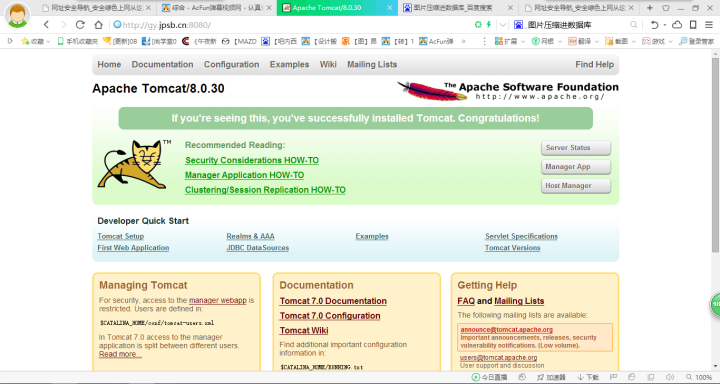 网址安全导航_安全绿色上网从这
综合 - AcFun弹幕视频网 - 认真
Apache Tomcat/8.0.30
图片压缩进数据库_百度搜索
网址安全导航_安全绿色上网从这
http://gy.jpsb.cn:8080/
图片压缩进数据库
收藏
手机收藏夹
[更新]08
[尚学堂0
《午夜新
【MAZD
【吧内西
【设计搬
【图】昂
【转】1
AcFun弹
扩展
网银
翻译
截图
游戏
登录管家
Home Documentation Configuration Examples Wiki Mailing Lists Find Help
Apache Tomcat/8.0.30
The Apache Software Foundation
http://www.apache.org/
If you're seeing this, you've successfully installed Tomcat. Congratulations!
TM
Recommended Reading:
Security Considerations HOW-TO
Manager Application HOW-TO
Clustering/Session Replication HOW-TO
Server Status
Manager App
Host Manager
Developer Quick Start
Tomcat Setup
First Web Application
Realms & AAA
JDBC DataSources
Examples
Servlet Specifications
Tomcat Versions
Managing Tomcat
For security, access to the manager webapp is
restricted. Users are defined in:
$CATALINA_HOME/conf/tomcat-users.xml
In Tomcat 7.0 access to the manager
application is split between different users.
Read more...
Documentation
Tomcat 7.0 Documentation
Tomcat 7.0 Configuration
Tomcat Wiki
Find additional important configuration
information in:
$CATALINA_HOME/RUNNING.txt
Getting Help
FAQ and Mailing Lists
The following mailing lists are available:
announce@tomcat.apache.org
Important announcements, releases, security
vulnerability notifications. (Low volume).
users@tomcat.apache.org
User support and discussion
今日直播
加速器
下载
100%